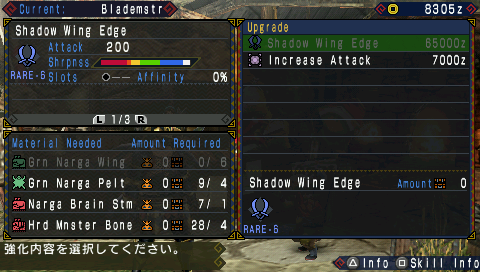 Current: Blademstr 8305z
Shadow Wing Edge
Attack 200
Shrpnss
RARE-6 Slots ●-- Affinity 0%
L 1/3 R
Material Needed Amount Required
Grn Narga Wing 0 0/ 6
Grn Narga Pelt 0 9/ 4
Narga Brain Stm 0 7/ 1
Hrd Mnster Bone 0 28/ 4
Upgrade
Shadow Wing Edge 65000z
Increase Attack 7000z
Shadow Wing Edge Amount 0
RARE-6
強化内容を選択してください。
△ Info □ Skill Info